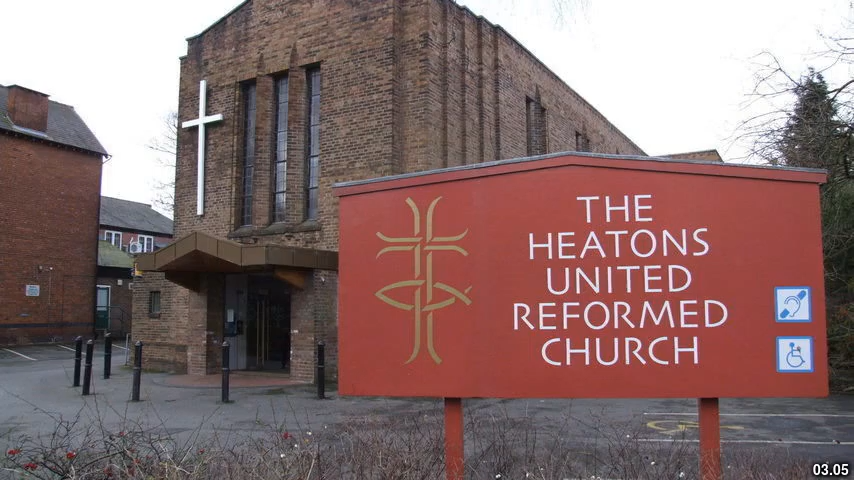 THE
HEATONS
UNITED
REFORMED
CHURCH
03.05